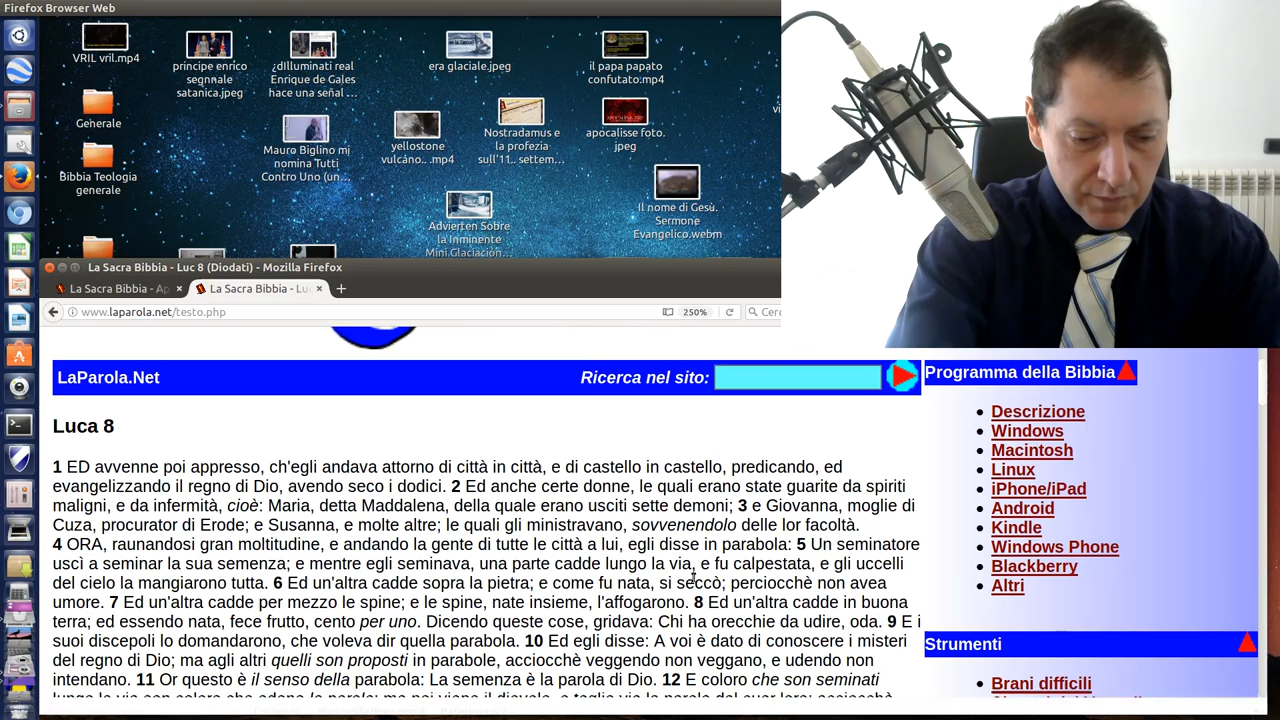 Firefox Browser Web
VRIL vril.mp4
principe enrico
segnnale
satanica.jpeg
¿dIlluminati real
Enrique de Gales
hace una señal ...
era glaciale.jpeg
il papa papato
confutato.mp4
Generale
Mauro Biglino mi
nomina Tutti
Contro Uno (un...
yellostone
vulcáno.. .mp4
Nostradamus e
la profezia
sull'11.. settem...
apocalisse foto.
jpeg
Bibbia Teologia
generale
Advierten Sobre
la Inminente
Mini Glaciación...
Il nome di Gesù.
Sermone
Evangelico.webm
La Sacra Bibbia - Luc 8 (Diodati) - Mozilla Firefox
La Sacra Bibbia - Ap
La Sacra Bibbia - Lu
www.laparola.net/testo.php
250%
Cerc
LaParola.Net
Ricerca nel sito:
Luca 8
1 ED avvenne poi appresso, ch'egli andava attorno di città in città, e di castello in castello, predicando, ed
evangelizzando il regno di Dio, avendo seco i dodici. 2 Ed anche certe donne, le quali erano state guarite da spiriti
maligni, e da infermità, cioè: Maria, detta Maddalena, della quale erano usciti sette demoni; 3 e Giovanna, moglie di
Cuza, procurator di Erode; e Susanna, e molte altre; le quali gli ministravano, sovvenendolo delle lor facoltà.
4 ORA, raunandosi gran moltitudine, e andando la gente di tutte le città a lui, egli disse in parabola: 5 Un seminatore
uscì a seminar la sua semenza; e mentre egli seminava, una parte cadde lungo la via, e fu calpestata, e gli uccelli
del cielo la mangiarono tutta. 6 Ed un'altra cadde sopra la pietra; e come fu nata, si seccò; perciocchè non avea
umore. 7 Ed un'altra cadde per mezzo le spine; e le spine, nate insieme, l'affogarono. 8 Ed un'altra cadde in buona
terra; ed essendo nata, fece frutto, cento per uno. Dicendo queste cose, gridava: Chi ha orecchie da udire, oda. 9 E i
suoi discepoli lo domandarono, che voleva dir quella parabola. 10 Ed egli disse: A voi è dato di conoscere i misteri
del regno di Dio; ma agli altri quelli son proposti in parabole, acciocchè veggendo non veggano, e udendo non
intendano. 11 Or questo è il senso della parabola: La semenza è la parola di Dio. 12 E coloro che son seminati
Programma della Bibbia
Descrizione
Windows
Macintosh
Linux
iPhone/iPad
Android
Kindle
Windows Phone
Blackberry
Altri
Strumenti
Brani difficili